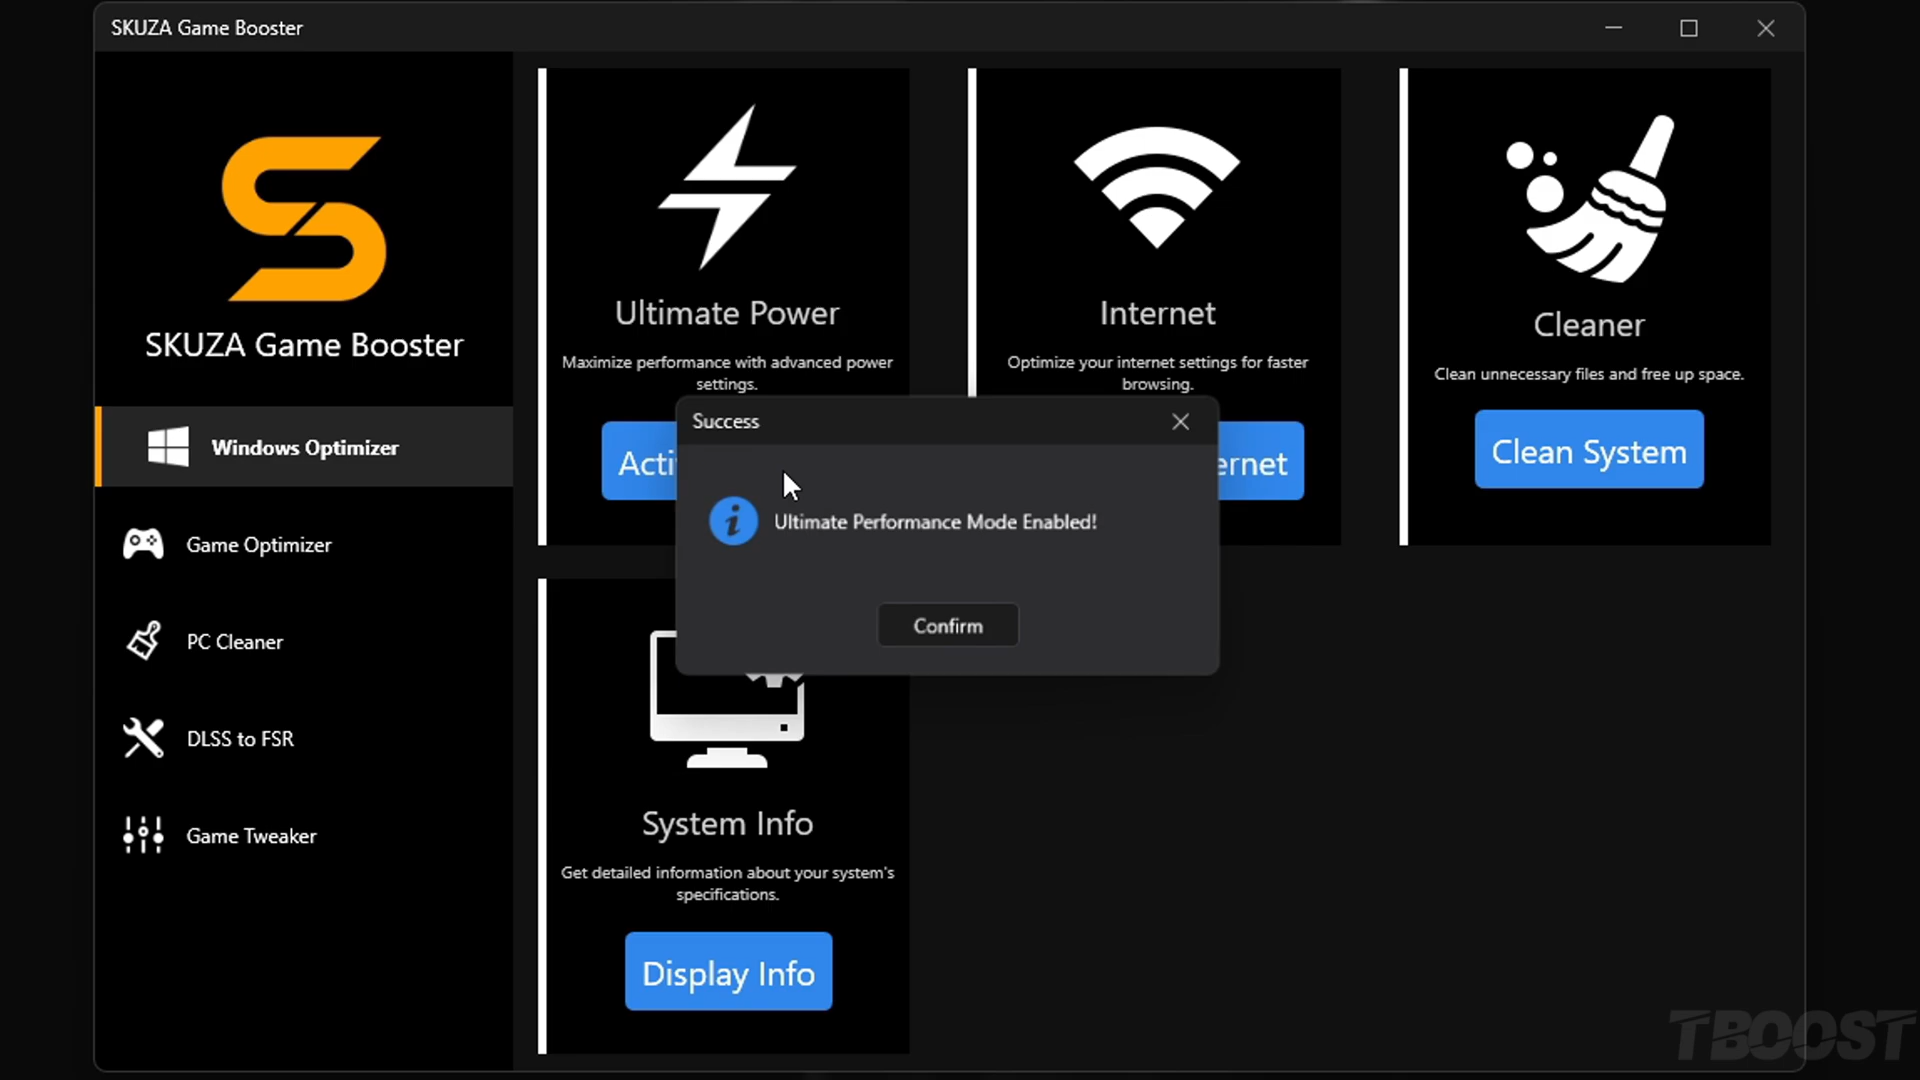 SKUZA Game Booster
SKUZA Game Booster
Windows Optimizer
Game Optimizer
PC Cleaner
DLSS to FSR
Game Tweaker
Ultimate Power
Maximize performance with advanced power
settings.
Internet
Optimize your internet settings for faster
browsing.
Cleaner
Clean unnecessary files and free up space.
Clean System
Success
Ultimate Performance Mode Enabled!
Confirm
System Info
Get detailed information about your system's
specifications.
Display Info
TBOOST